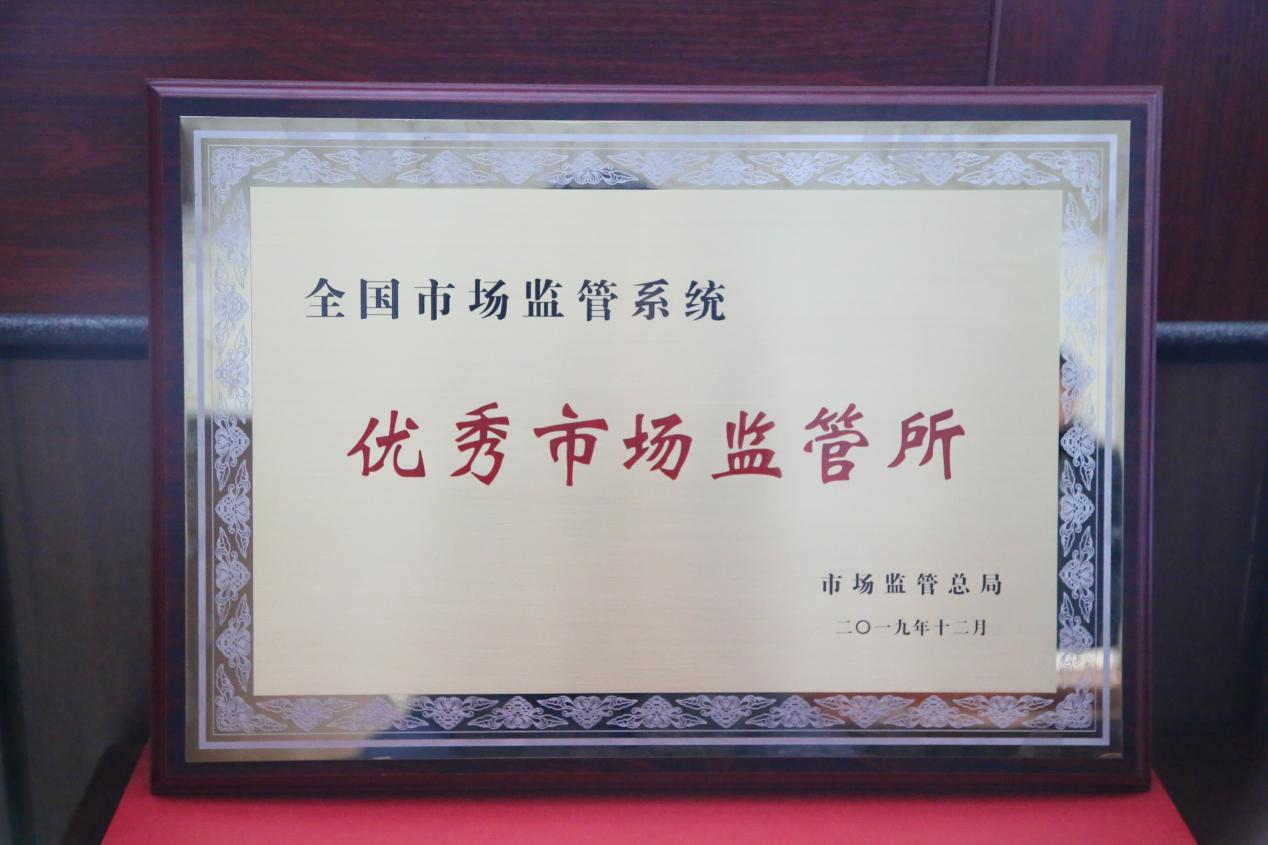 全国市场监管系统
优秀市场监管所
市场监管总局
二〇一九年十二月